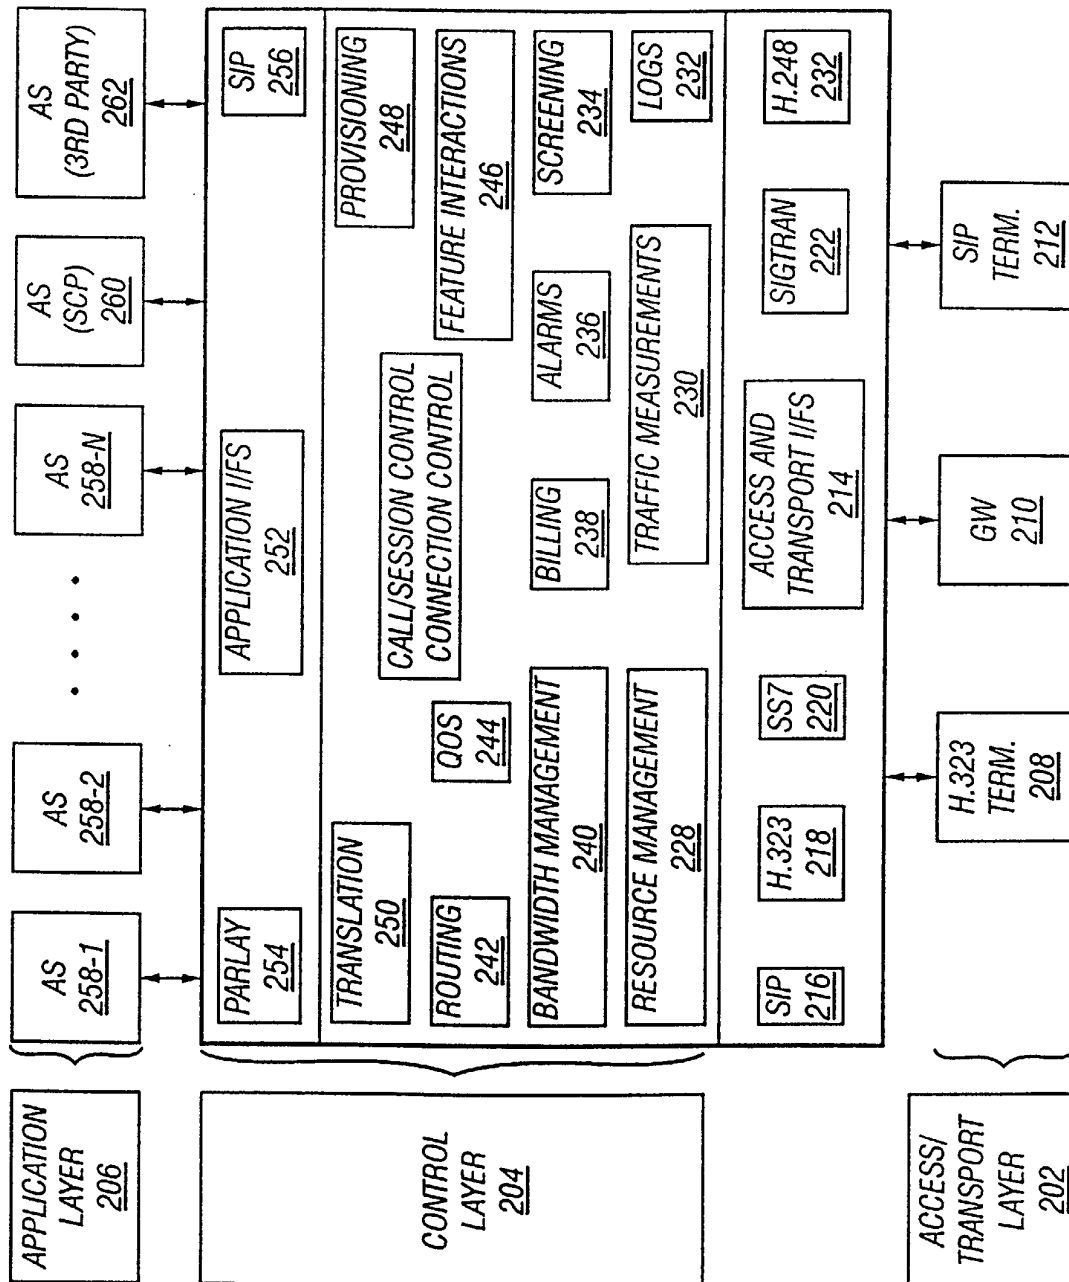 APPLICATION
LAYER
206
AS
258-1
AS
258-2
. . . .
AS
258-N
AS
(SCP)
260
AS
(3RD PARTY)
262
CONTROL
LAYER
204
PARLAY
254
APPLICATION I/FS
252
SIP
256
TRANSLATION
250
CALL/SESSION CONTROL
CONNECTION CONTROL
PROVISIONING
248
ROUTING
242
QOS
244
FEATURE INTERACTIONS
246
BANDWIDTH MANAGEMENT
240
BILLING
238
ALARMS
236
SCREENING
234
RESOURCE MANAGEMENT
228
TRAFFIC MEASUREMENTS
230
LOGS
232
SIP
216
H.323
218
SS7
220
ACCESS AND
TRANSPORT I/FS
214
SIGTRAN
222
H.248
232
ACCESS/
TRANSPORT
LAYER
202
H.323
TERM.
208
GW
210
SIP
TERM.
212